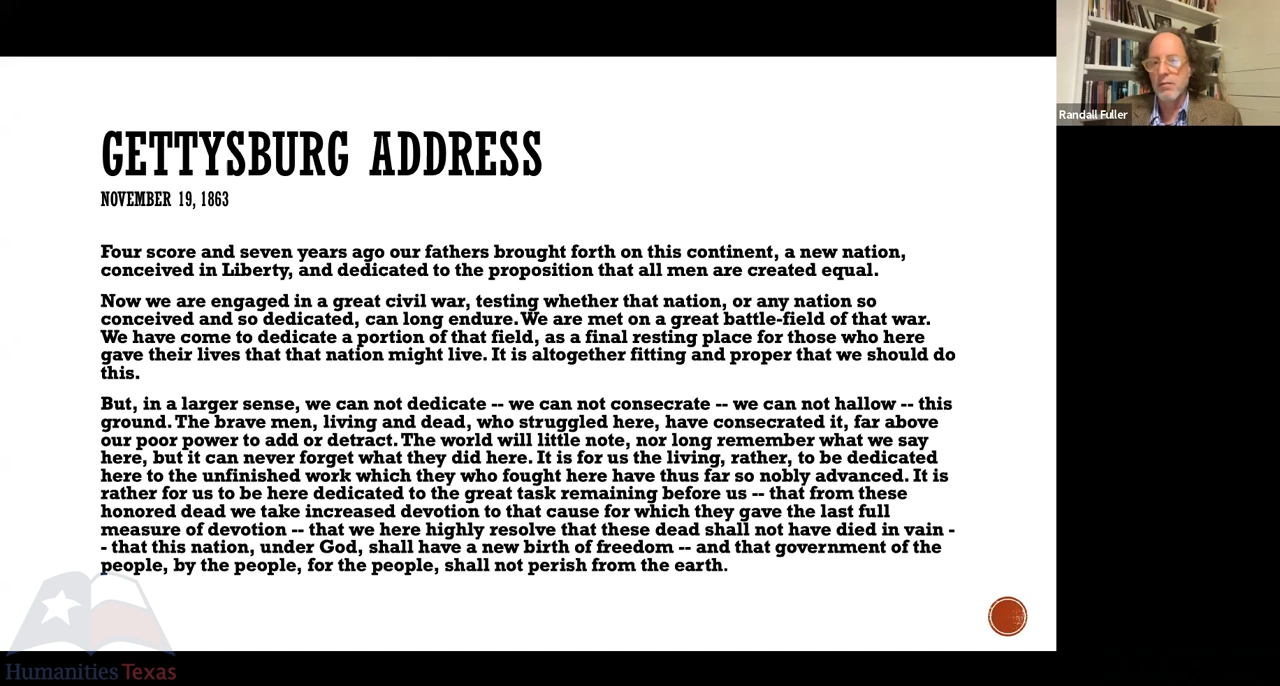 Randall Fuller
GETTYSBURG ADDRESS
NOVEMBER 19, 1863
Four score and seven years ago our fathers brought forth on this continent, a new nation,
conceived in Liberty, and dedicated to the proposition that all men are created equal.
Now we are engaged in a great civil war, testing whether that nation, or any nation so
conceived and so dedicated, can long endure. We are met on a great battle-field of that war.
We have come to dedicate a portion of that field, as a final resting place for those who here
gave their lives that that nation might live. It is altogether fitting and proper that we should do
this.
But, in a larger sense, we can not dedicate -- we can not consecrate -- we can not hallow -- this
ground. The brave men, living and dead, who struggled here, have consecrated it, far above
our poor power to add or detract. The world will little note, nor long remember what we say
here, but it can never forget what they did here. It is for us the living, rather, to be dedicated
here to the unfinished work which they who fought here have thus far so nobly advanced. It is
rather for us to be here dedicated to the great task remaining before us -- that from these
honored dead we take increased devotion to that cause for which they gave the last full
measure of devotion -- that we here highly resolve that these dead shall not have died in vain -
- that this nation, under God, shall have a new birth of freedom -- and that government of the
people, by the people, for the people, shall not perish from the earth.
Humanities Texas